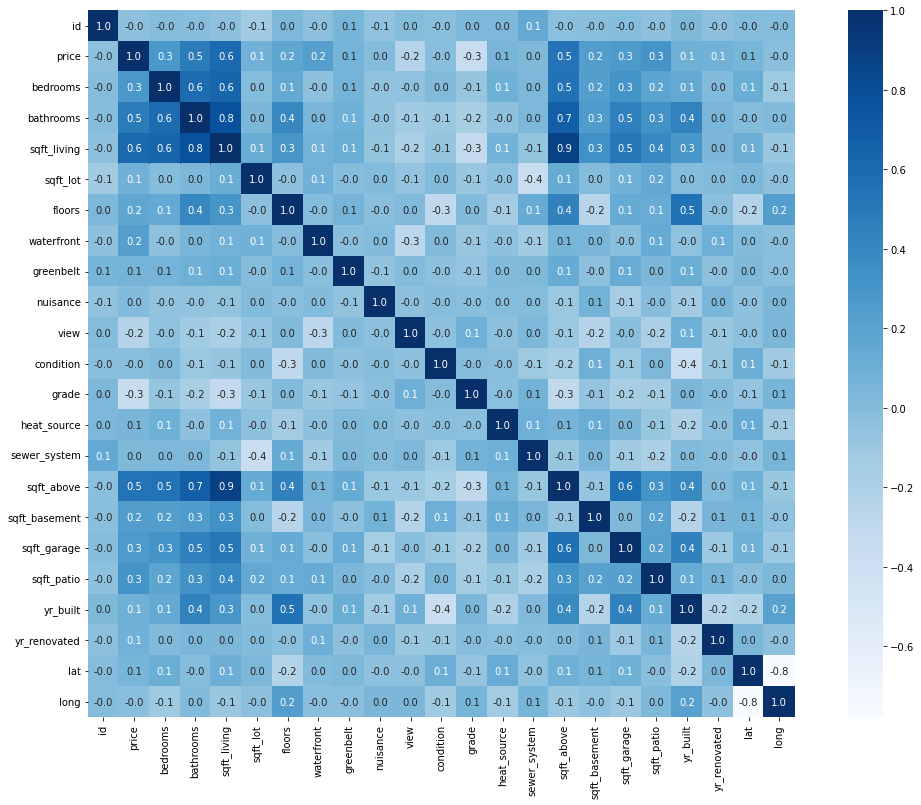 id 1.0 -0.0 -0.0 -0.0 -0.0 -0.1 0.0 0.0 0.1 -0.1 0.0 -0.0 0.0 0.0 0.1 -0.0 -0.0 -0.0 -0.0 0.0 -0.0 0.0 -0.0
price -0.0 1.0 0.3 0.5 0.6 0.1 0.2 0.2 0.1 0.0 -0.2 -0.0 -0.3 0.1 0.0 0.5 0.2 0.3 0.3 0.1 0.1 0.1 -0.0
bedrooms -0.0 0.3 1.0 0.6 0.6 0.0 0.1 -0.0 0.1 -0.0 -0.0 0.0 -0.1 0.1 0.0 0.5 0.2 0.3 0.2 0.1 0.0 0.1 -0.1
bathrooms -0.0 0.5 0.6 1.0 0.8 0.0 0.4 0.0 0.1 -0.0 -0.1 -0.1 -0.2 0.0 0.0 0.7 0.3 0.5 0.3 0.4 0.0 -0.0 0.0
sqft_living -0.0 0.6 0.6 0.8 1.0 0.1 0.3 0.1 0.1 -0.1 -0.2 -0.1 -0.3 0.1 -0.1 0.9 0.3 0.5 0.4 0.3 0.0 0.1 -0.1
sqft_lot -0.1 0.1 0.0 0.0 0.1 1.0 -0.0 0.1 -0.0 0.0 -0.1 0.0 -0.1 0.0 -0.4 0.1 0.0 0.1 0.2 0.0 0.0 -0.0 -0.0
floors 0.0 0.2 0.1 0.4 0.3 -0.0 1.0 -0.0 0.1 -0.0 0.0 -0.3 0.0 -0.1 0.1 0.4 -0.2 0.1 0.1 0.5 -0.0 -0.2 0.2
waterfront 0.0 0.2 -0.0 0.0 0.1 0.1 -0.0 1.0 -0.0 0.0 -0.3 0.0 -0.1 -0.0 -0.1 0.1 0.0 -0.0 0.1 -0.0 0.1 0.0 -0.0
greenbelt 0.1 0.1 0.1 0.1 0.1 -0.0 0.1 -0.0 1.0 -0.1 0.0 -0.0 -0.1 0.0 0.0 0.1 -0.0 0.1 -0.0 0.1 -0.0 0.0 -0.0
nuisance -0.1 0.0 -0.0 -0.0 -0.1 0.0 -0.0 0.0 -0.1 1.0 -0.0 -0.0 -0.0 -0.0 0.0 -0.1 0.1 -0.1 -0.0 -0.1 0.0 -0.0 0.0
view 0.0 -0.2 -0.0 -0.1 -0.2 -0.1 0.0 -0.3 0.0 -0.0 1.0 -0.0 0.1 -0.0 0.0 -0.1 -0.2 -0.0 -0.2 0.1 -0.1 -0.0 0.0
condition -0.0 -0.0 0.0 -0.1 -0.1 0.0 -0.3 0.0 -0.0 -0.0 -0.0 1.0 -0.0 -0.0 -0.1 -0.2 0.1 -0.1 0.0 -0.4 -0.1 0.1 -0.1
grade 0.0 -0.3 -0.1 -0.2 -0.3 -0.1 0.0 -0.1 -0.1 -0.0 0.1 -0.0 1.0 -0.0 0.1 -0.3 -0.1 -0.2 -0.1 0.0 -0.0 -0.1 0.1
heat_source 0.0 0.1 0.1 0.0 0.1 0.0 -0.1 -0.0 0.0 -0.0 -0.0 -0.0 -0.0 1.0 0.1 0.0 0.1 0.0 -0.0 -0.2 -0.0 0.1 -0.1
sewer_system 0.1 0.0 0.0 0.0 -0.1 -0.4 0.1 -0.1 0.0 0.0 0.0 -0.1 0.1 0.1 1.0 -0.1 0.0 -0.1 -0.2 0.0 -0.0 0.0 0.1
sqft_above -0.0 0.5 0.5 0.7 0.9 0.1 0.4 0.1 0.1 -0.1 -0.1 -0.2 -0.3 0.1 -0.1 1.0 -0.1 0.6 0.3 0.4 0.0 0.1 -0.1
sqft_basement -0.0 0.2 0.2 0.3 0.3 0.0 -0.2 0.0 -0.0 0.1 -0.2 0.1 -0.1 0.1 0.0 -0.1 1.0 0.0 0.2 -0.2 0.1 0.1 -0.0
sqft_garage -0.0 0.3 0.3 0.5 0.5 0.1 0.1 -0.0 0.1 -0.1 -0.0 -0.1 -0.2 0.0 -0.1 0.6 0.0 1.0 0.2 0.4 -0.1 0.1 -0.1
sqft_patio -0.0 0.3 0.2 0.3 0.4 0.2 0.1 0.1 0.0 -0.0 -0.2 0.0 -0.1 -0.1 -0.2 0.3 0.2 0.2 1.0 0.1 0.1 -0.0 0.0
yr_built 0.0 0.1 0.1 0.4 0.3 0.0 0.5 -0.0 0.1 -0.1 0.1 -0.4 0.0 -0.2 0.0 0.4 -0.2 0.4 0.1 1.0 -0.2 -0.2 0.2
yr_renovated -0.0 0.1 0.0 0.0 0.0 0.0 -0.0 0.1 -0.0 0.0 -0.1 -0.1 -0.0 -0.0 -0.0 0.0 0.1 -0.1 0.1 -0.2 1.0 0.0 -0.0
lat 0.0 0.1 0.1 -0.0 0.1 -0.0 -0.2 0.0 0.0 -0.0 -0.0 0.1 -0.1 0.1 -0.0 0.1 0.1 0.1 -0.0 -0.2 0.0 1.0 -0.8
long -0.0 -0.0 -0.1 0.0 -0.1 -0.0 0.2 -0.0 -0.0 0.0 0.0 -0.1 0.1 -0.1 0.1 -0.1 -0.0 -0.1 0.0 0.2 -0.0 -0.8 1.0
id price bedrooms bathrooms sqft_living sqft_lot floors waterfront greenbelt nuisance view condition grade heat_source sewer_system sqft_above sqft_basement sqft_garage sqft_patio yr_built yr_renovated lat long
1.0
0.8
0.6
0.4
0.2
0.0
−0.2
−0.4
−0.6